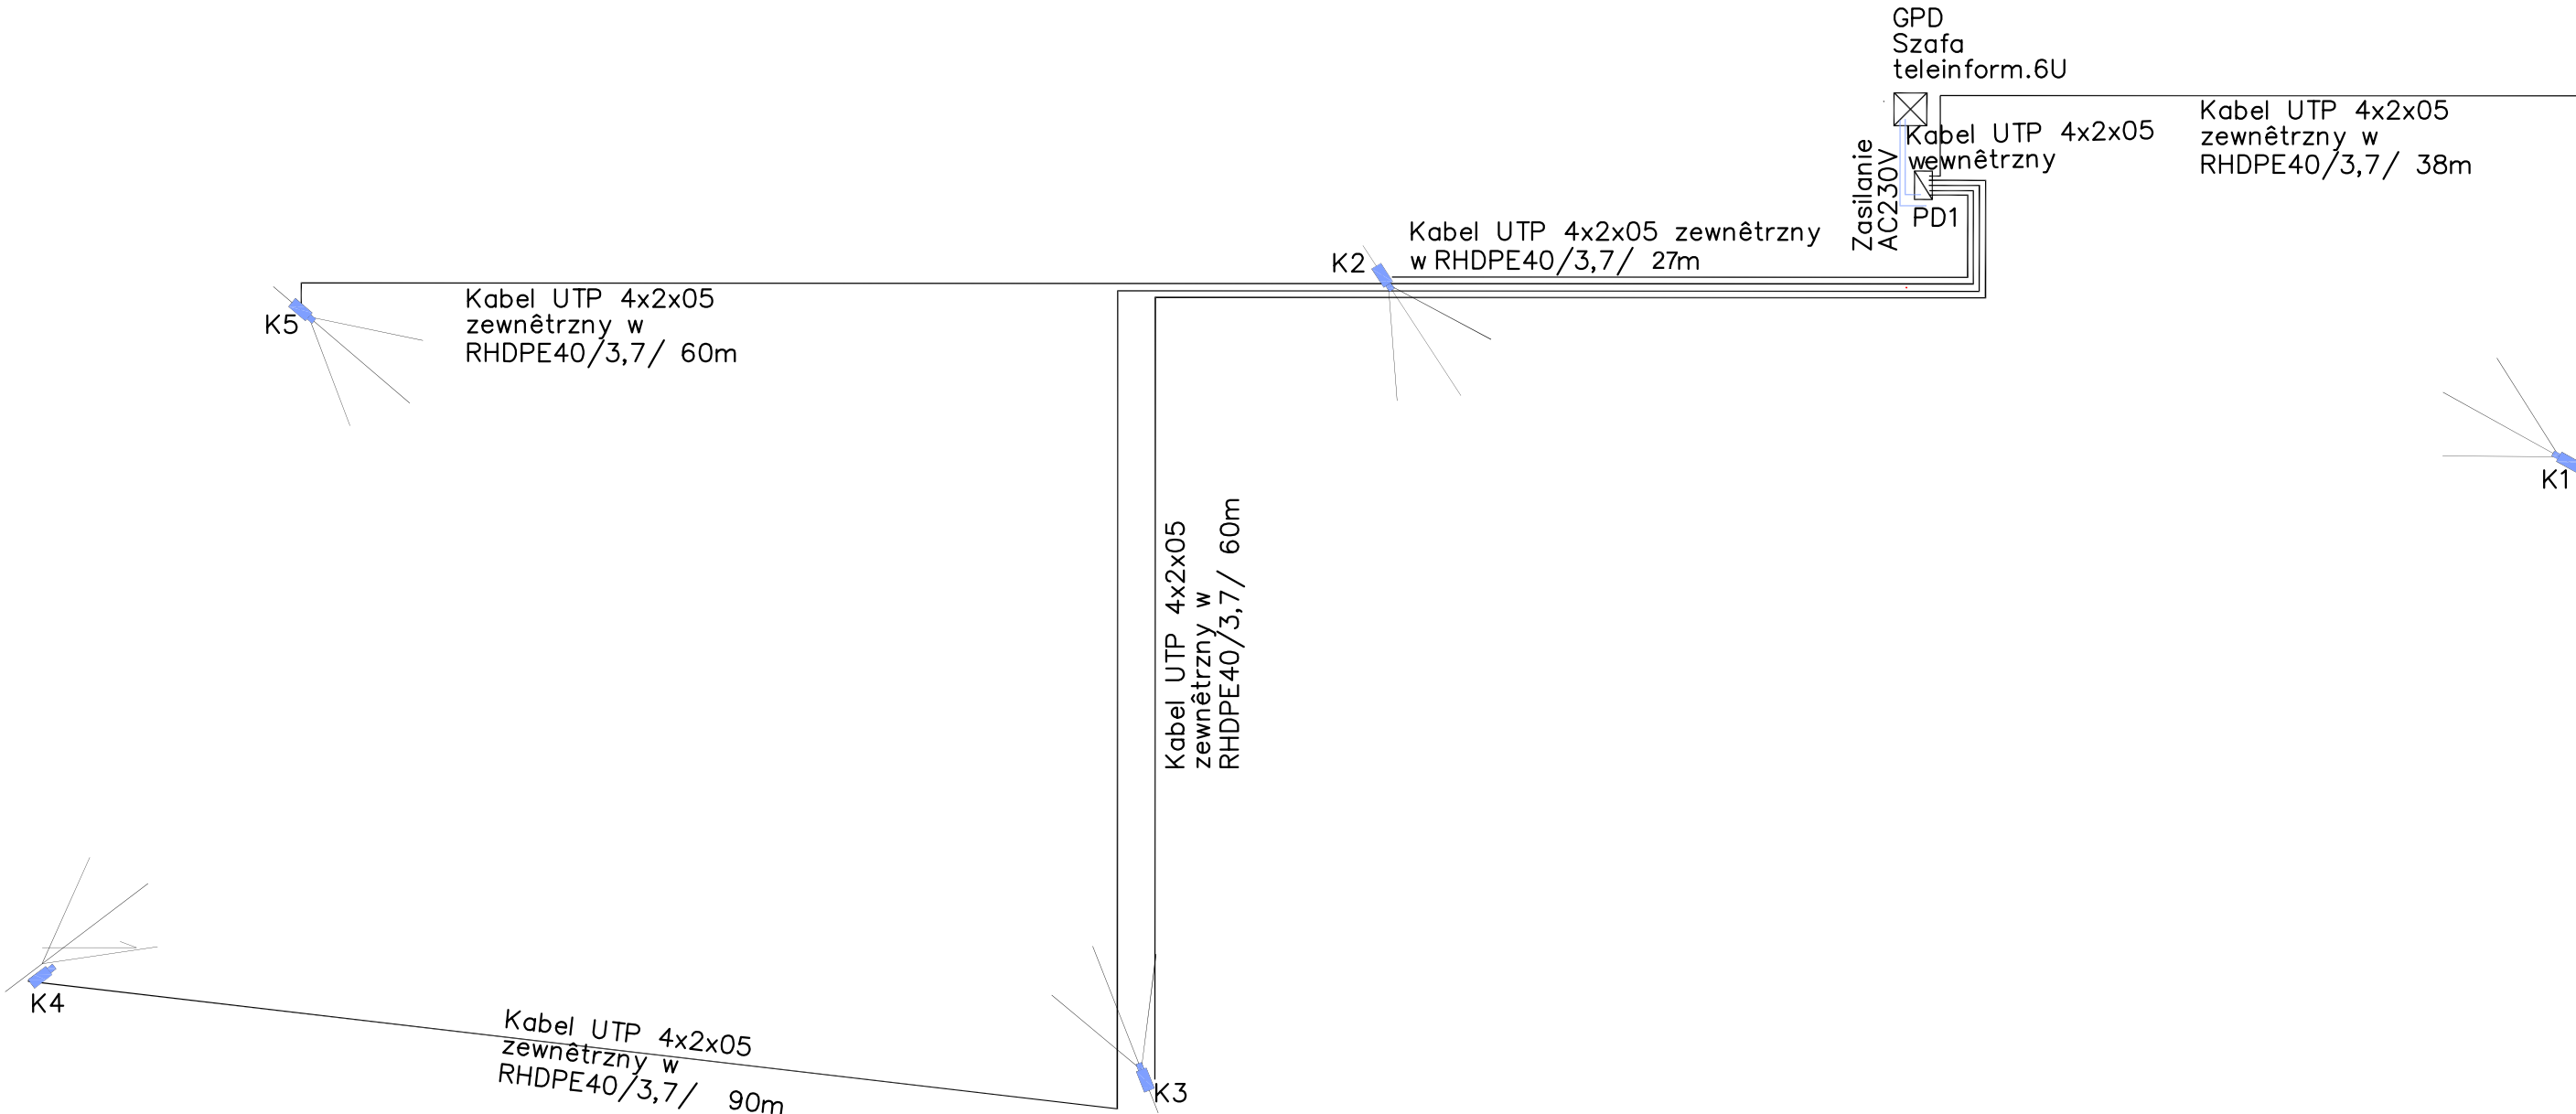 GPD
Szafa
teleinform.6U
Kabel UTP 4x2x05
zewnêtrzny w
RHDPE40/3,7/ 38m
Kabel UTP 4x2x05
wewnêtrzny
Zasilanie
AC230V
PD1
Kabel UTP 4x2x05 zewnêtrzny
w RHDPE40/3,7/ 27m
K2
Kabel UTP 4x2x05
zewnêtrzny w
RHDPE40/3,7/ 60m
K5
K1
Kabel UTP 4x2x05
zewnêtrzny w
RHDPE40/3,7/ 60m
K4
Kabel UTP 4x2x05
zewnêtrzny w
RHDPE40/3,7/ 90m
K3